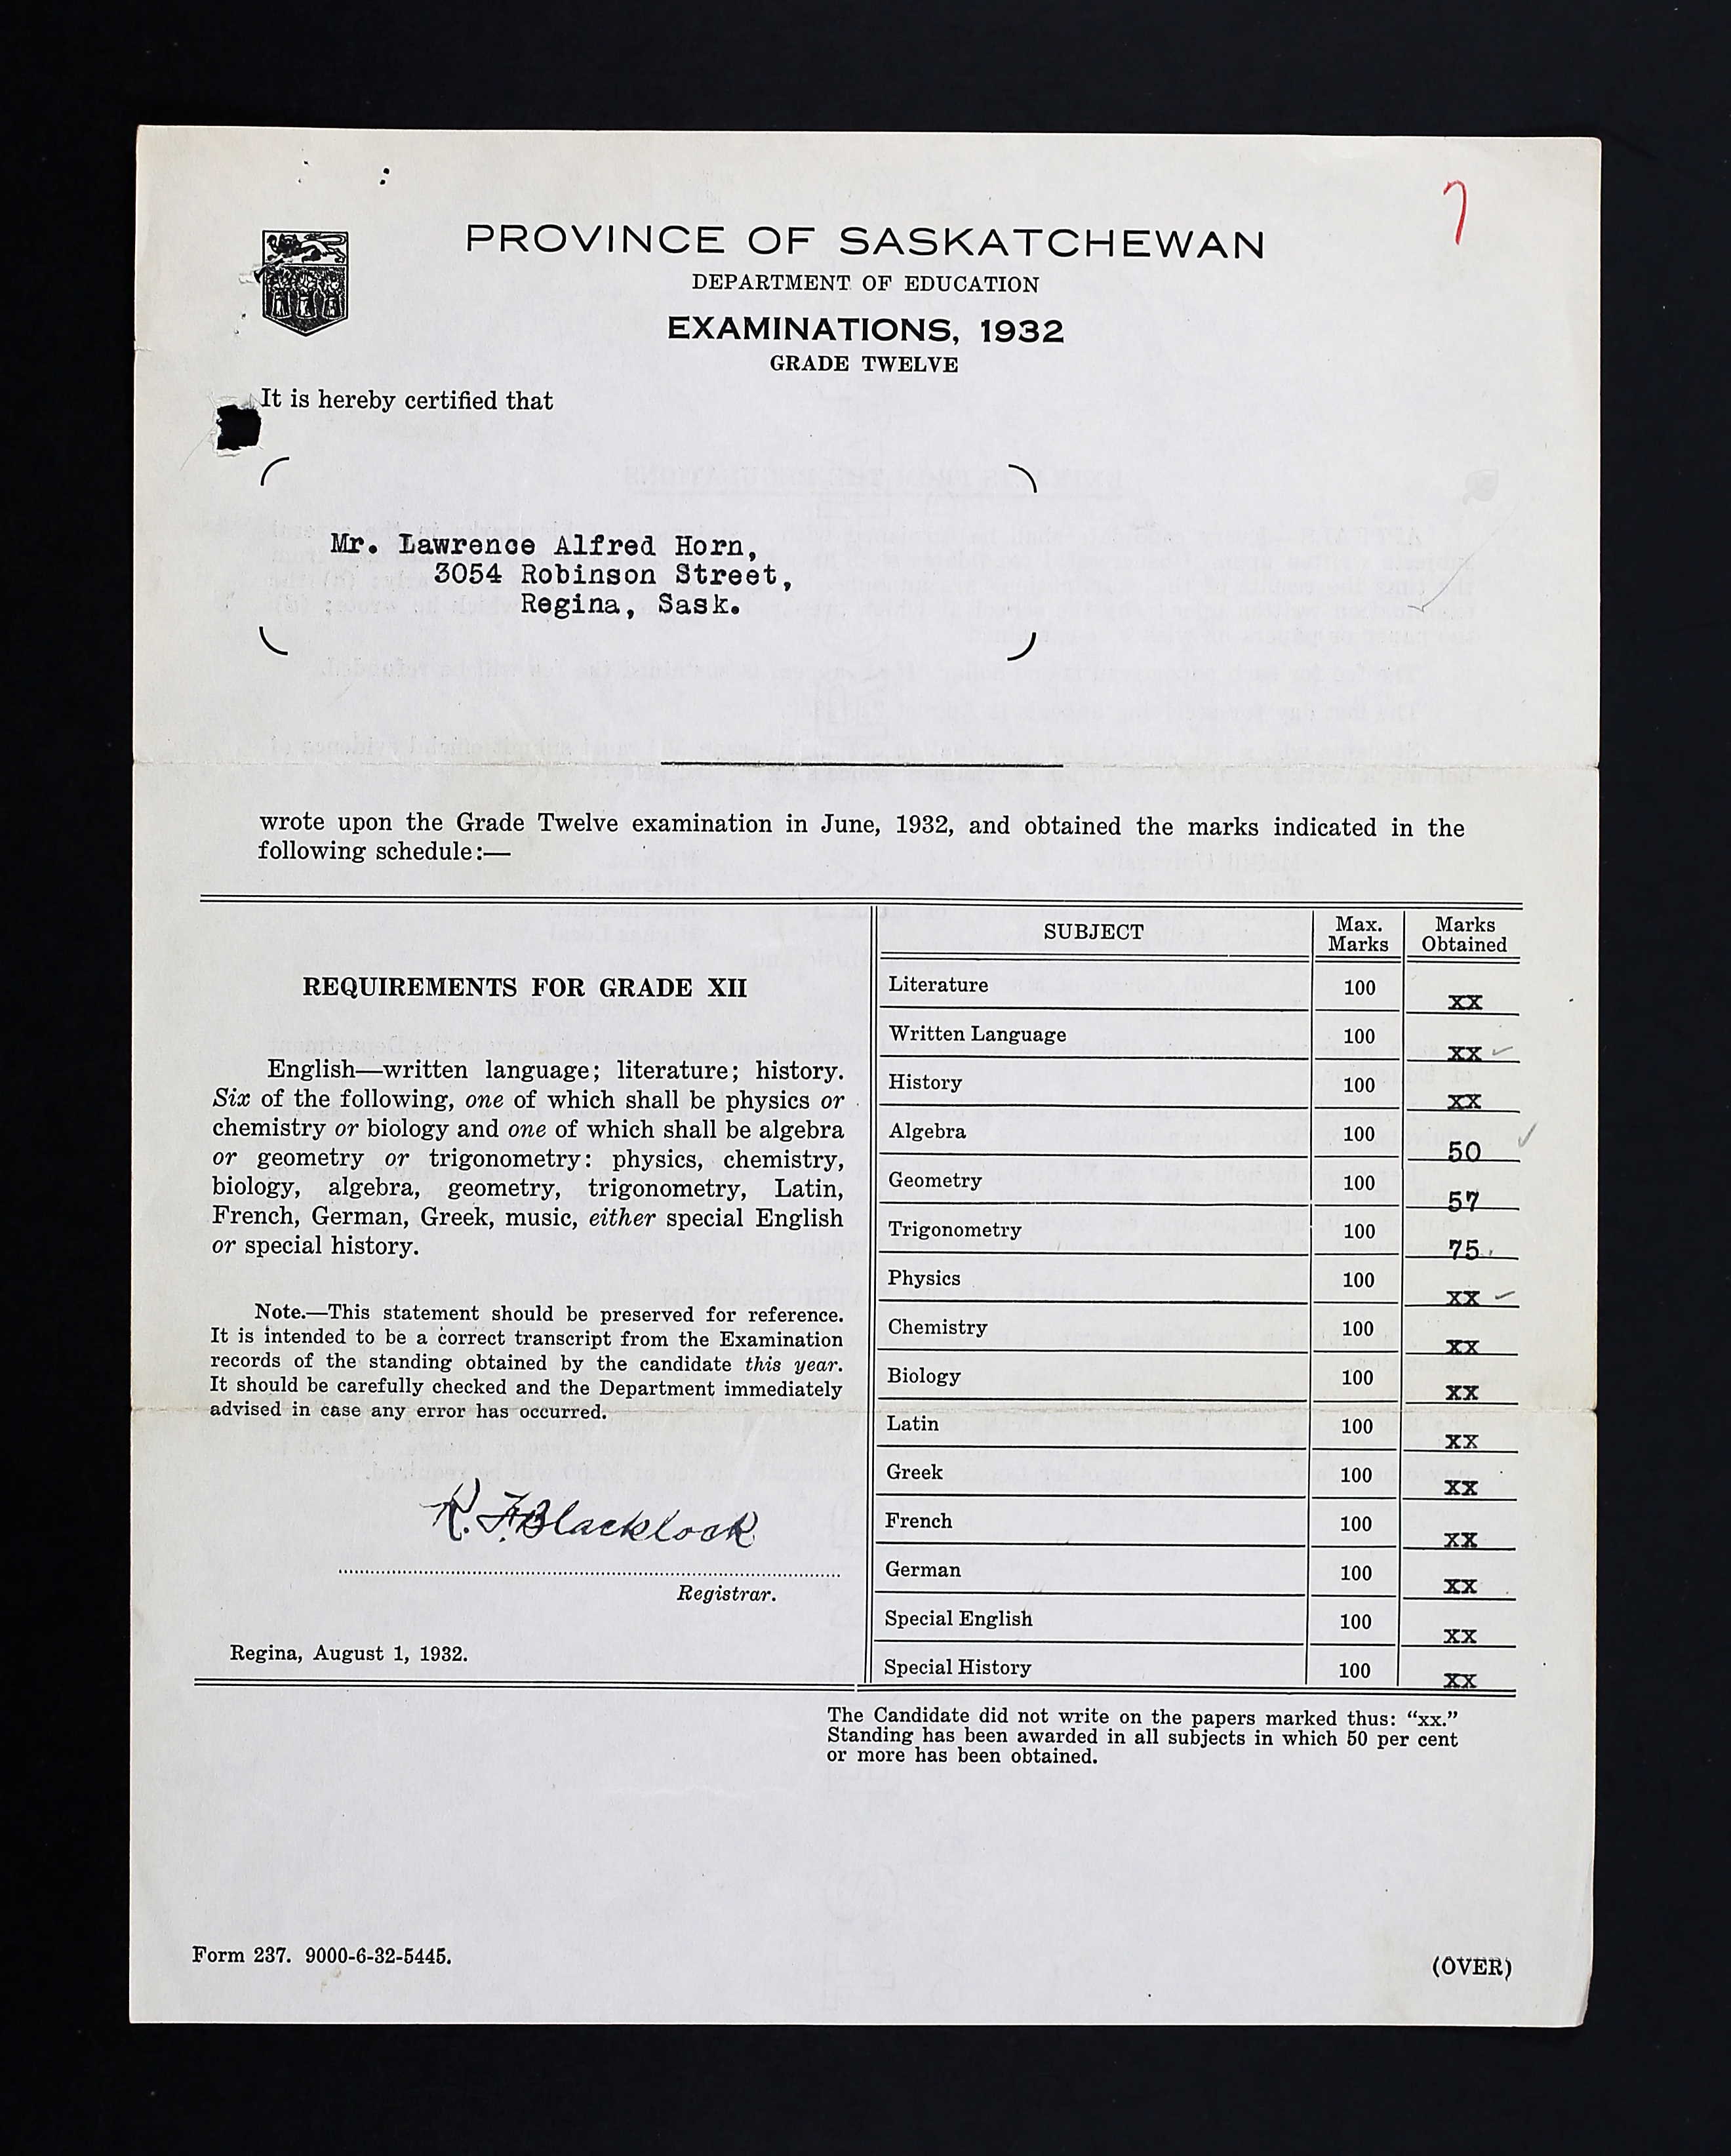 7
PROVINCE OF SASKATCHEWAN
DEPARTMENT OF EDUCATION
EXAMINATIONS, 1932
GRADE TWELVE
It is hereby certified that
Mr. Lawrence Alfred Horn,
3054 Robinson Street,
Regina, Sask.
wrote upon the Grade Twelve examination in June, 1932, and obtained the marks indicated in the
following schedule:—
REQUIREMENTS FOR GRADE XII
English—written language; literature; history.
Six of the following, one of which shall be physics or
chemistry or biology and one of which shall be algebra
or geometry or trigonometry: physics, chemistry,
biology, algebra, geometry, trigonometry, Latin,
French, German, Greek, music, either special English
or special history.
Note.—This statement should be preserved for reference.
It is intended to be a correct transcript from the Examination
records of the standing obtained by the candidate this year.
It should be carefully checked and the Department immediately
advised in case any error has occurred.
K. F. Blacklock
Registrar.
Regina, August 1, 1932.
SUBJECT Max. Marks Marks Obtained
Literature 100 xx
Written Language 100 xx ✓
History 100 xx
Algebra 100 50 ✓
Geometry 100 57
Trigonometry 100 75.
Physics 100 xx ✓
Chemistry 100 xx
Biology 100 xx
Latin 100 xx
Greek 100 xx
French 100 xx
German 100 xx
Special English 100 xx
Special History 100 xx
The Candidate did not write on the papers marked thus: “xx.”
Standing has been awarded in all subjects in which 50 per cent
or more has been obtained.
Form 237. 9000-6-32-5445.
(OVER)